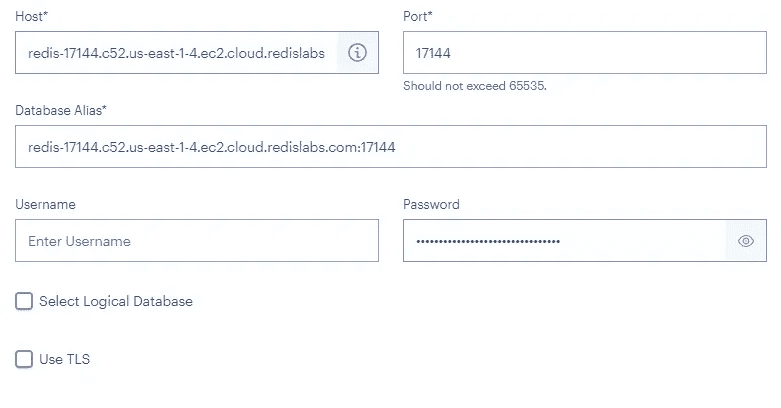 Host* Port*
redis-17144.c52.us-east-1-4.ec2.cloud.redislabs 17144
Should not exceed 65535.
Database Alias*
redis-17144.c52.us-east-1-4.ec2.cloud.redislabs.com:17144
Username Password
Enter Username ••••••••••••••••••••••••••••••••
Select Logical Database
Use TLS